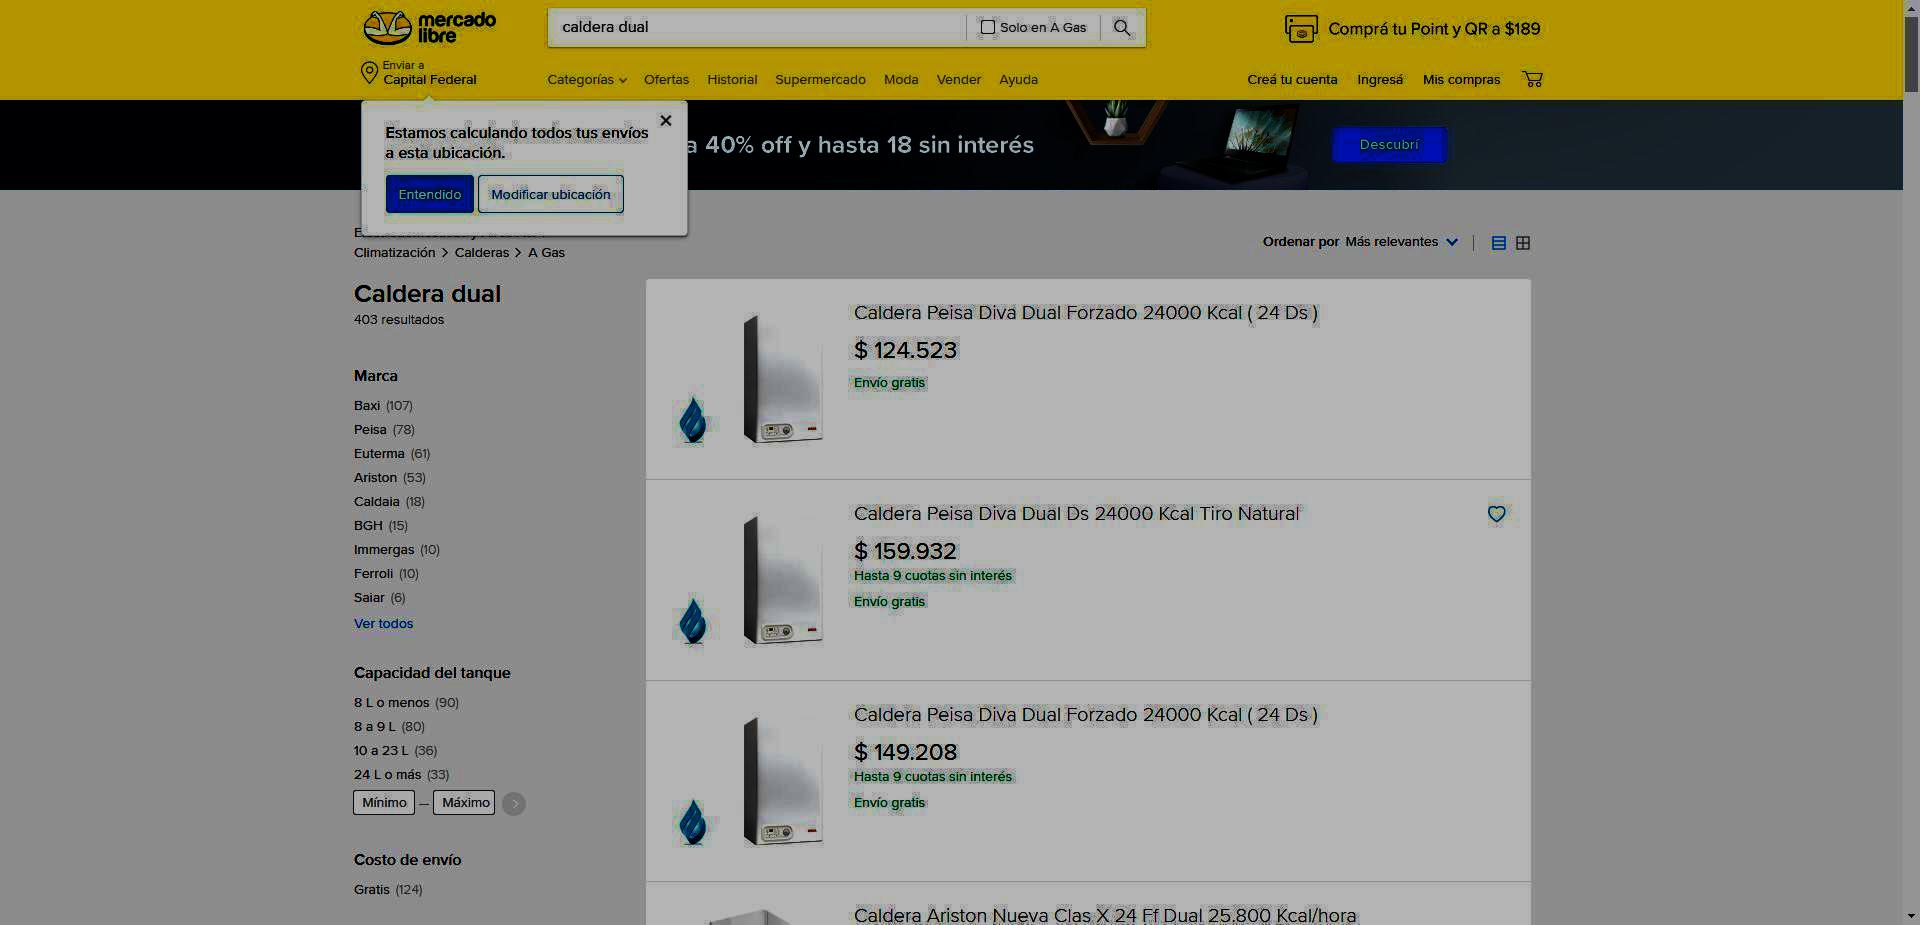 mercado
libre
caldera dual
Solo en A Gas
Comprá tu Point y QR a $189
Enviar a
Capital Federal
Categorías
Ofertas
Historial
Supermercado
Moda
Vender
Ayuda
Creá tu cuenta
Ingresá
Mis compras
Estamos calculando todos tus envíos
a esta ubicación.
Entendido
Modificar ubicación
a 40% off y hasta 18 sin interés
Descubrí
Climatización > Calderas > A Gas
Ordenar por Más relevantes
Caldera dual
403 resultados
Marca
Baxi (107)
Peisa (78)
Euterma (61)
Ariston (53)
Caldaia (18)
BGH (15)
Immergas (10)
Ferroli (10)
Saiar (6)
Ver todos
Capacidad del tanque
8 L o menos (90)
8 a 9 L (80)
10 a 23 L (36)
24 L o más (33)
Mínimo — Máximo
Costo de envío
Gratis (124)
Caldera Peisa Diva Dual Forzado 24000 Kcal ( 24 Ds )
$ 124.523
Envío gratis
Caldera Peisa Diva Dual Ds 24000 Kcal Tiro Natural
$ 159.932
Hasta 9 cuotas sin interés
Envío gratis
Caldera Peisa Diva Dual Forzado 24000 Kcal ( 24 Ds )
$ 149.208
Hasta 9 cuotas sin interés
Envío gratis
Caldera Ariston Nueva Clas X 24 Ff Dual 25.800 Kcal/hora